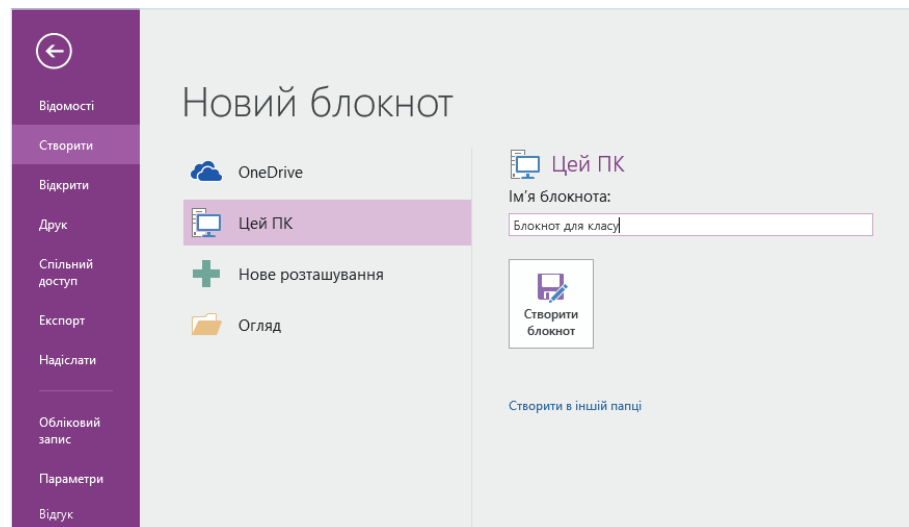 Відомості
Створити
Відкрити
Друк
Спільний
доступ
Експорт
Надіслати
Обліковий
запис
Параметри
Відгук
Новий блокнот
OneDrive
Цей ПК
Нове розташування
Огляд
Цей ПК
Ім'я блокнота:
Блокнот для класу
Створити
блокнот
Створити в іншій папці